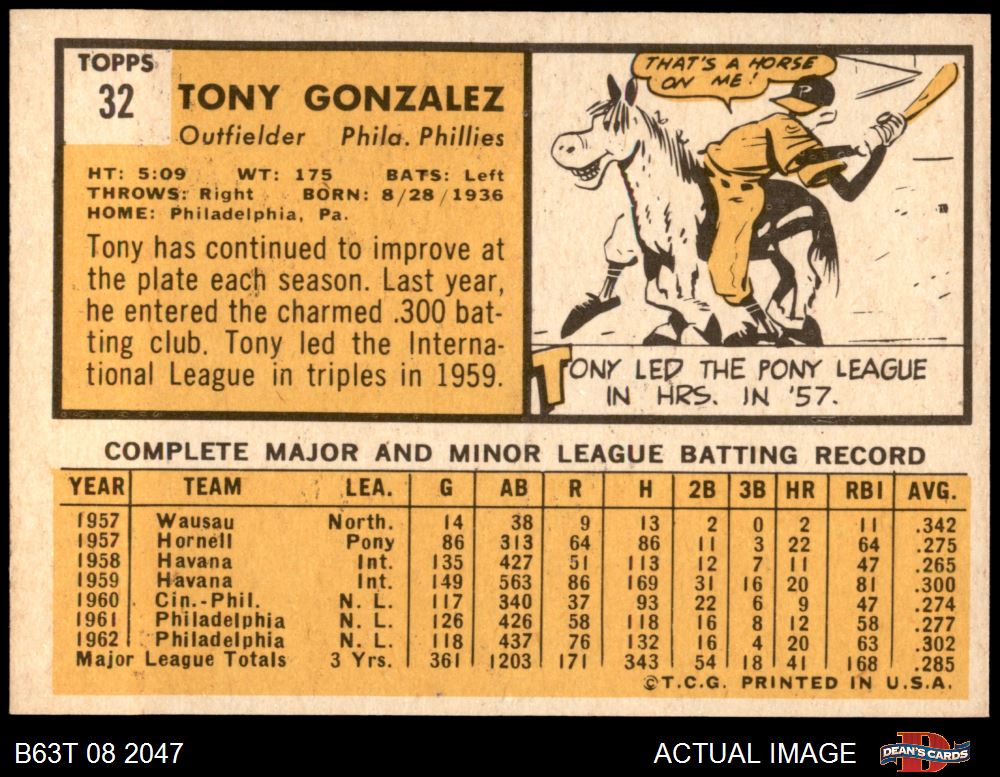 TOPPS
32
TONY GONZALEZ
Outfielder Phila. Phillies
HT: 5:09 WT: 175 BATS: Left
THROWS: Right BORN: 8/28/1936
HOME: Philadelphia, Pa.
Tony has continued to improve at
the plate each season. Last year,
he entered the charmed .300 bat-
ting club. Tony led the Interna-
tional League in triples in 1959.
THAT'S A HORSE
ON ME!
P
TONY LED THE PONY LEAGUE
IN HRS. IN '57.
COMPLETE MAJOR AND MINOR LEAGUE BATTING RECORD
YEAR TEAM LEA. G AB R H 2B 3B HR RBI AVG.
1957 Wausau North. 14 38 9 13 2 0 2 11 .342
1957 Hornell Pony 86 313 64 86 11 3 22 64 .275
1958 Havana Int. 135 427 51 113 12 7 11 47 .265
1959 Havana Int. 149 563 86 169 31 16 20 81 .300
1960 Cin.-Phil. N. L. 117 340 37 93 22 6 9 47 .274
1961 Philadelphia N. L. 126 426 58 118 16 8 12 58 .277
1962 Philadelphia N. L. 118 437 76 132 16 4 20 63 .302
Major League Totals 3 Yrs. 361 1203 171 343 54 18 41 168 .285
©T.C.G. PRINTED IN U.S.A.
B63T 08 2047 ACTUAL IMAGE D DEAN'S CARDS